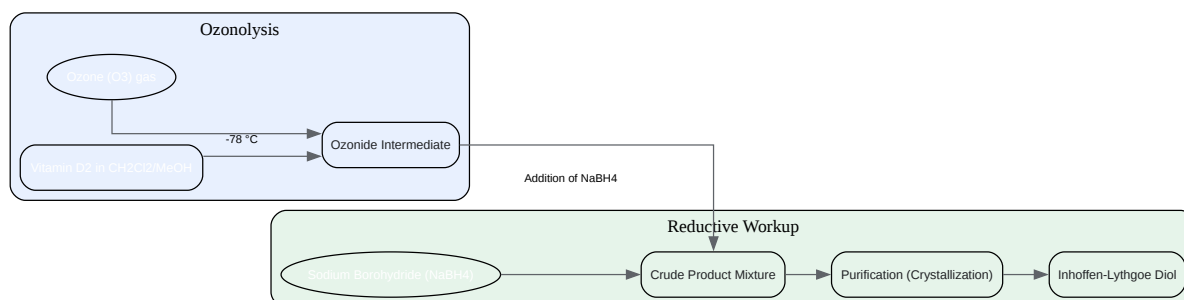 Ozonolysis
Ozone (O3) gas
-78 °C
Ozonide Intermediate
Vitamin D2 in CH2Cl2/MeOH
Addition of NaBH4
Reductive Workup
Sodium Borohydride (NaBH4)
Crude Product Mixture
Purification (Crystallization)
Inhoffen-Lythgoe Diol